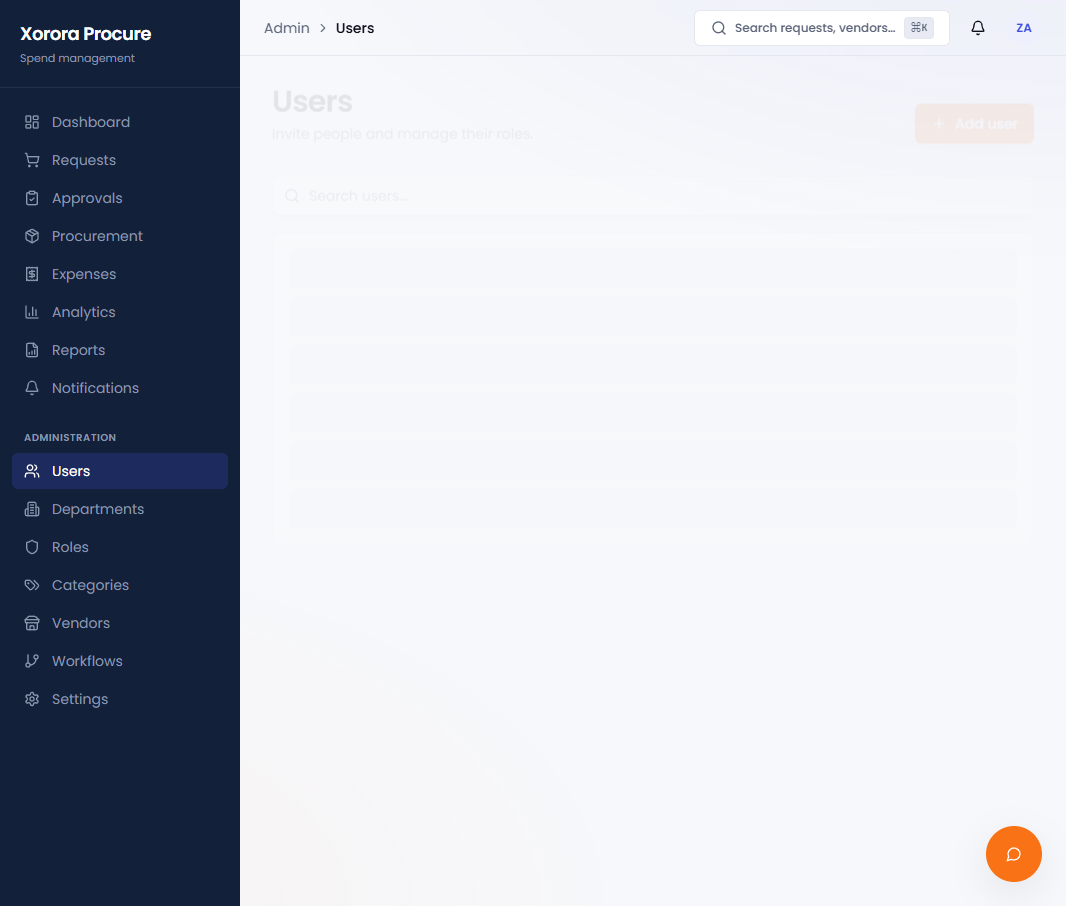 Xorora Procure
Spend management
Dashboard
Requests
Approvals
Procurement
Expenses
Analytics
Reports
Notifications
ADMINISTRATION
Users
Departments
Roles
Categories
Vendors
Workflows
Settings
Admin > Users
Search requests, vendors... ⌘K
ZA
Users
Invite people and manage their roles.
+ Add user
Search users...